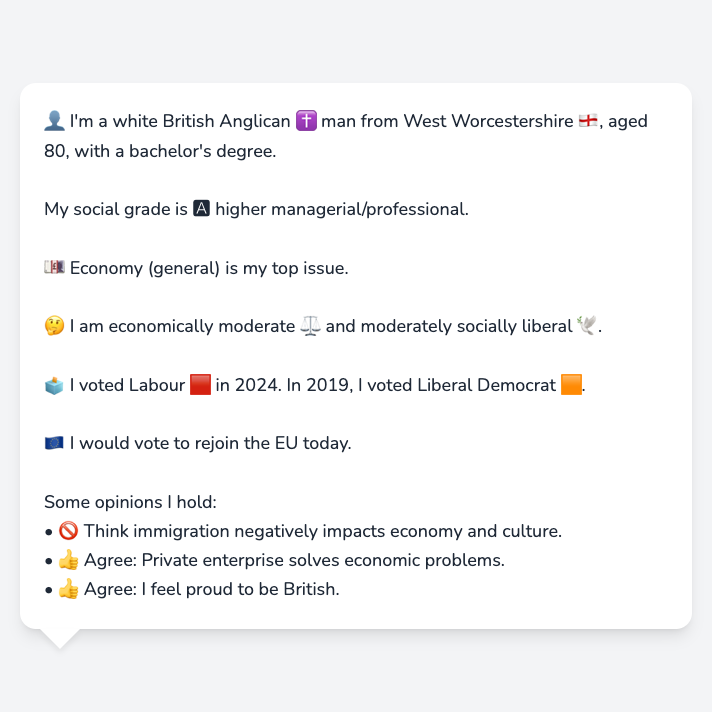 👤 I'm a white British Anglican ✝️ man from West Worcestershire 🏴󠁧󠁢󠁥󠁮󠁧󠁿, aged
80, with a bachelor's degree.
My social grade is 🅰 higher managerial/professional.
💷 Economy (general) is my top issue.
🤔 I am economically moderate ⚖️ and moderately socially liberal 🕊️.
🗳️ I voted Labour 🟥 in 2024. In 2019, I voted Liberal Democrat 🟧.
🇪🇺 I would vote to rejoin the EU today.
Some opinions I hold:
• 🚫 Think immigration negatively impacts economy and culture.
• 👍 Agree: Private enterprise solves economic problems.
• 👍 Agree: I feel proud to be British.